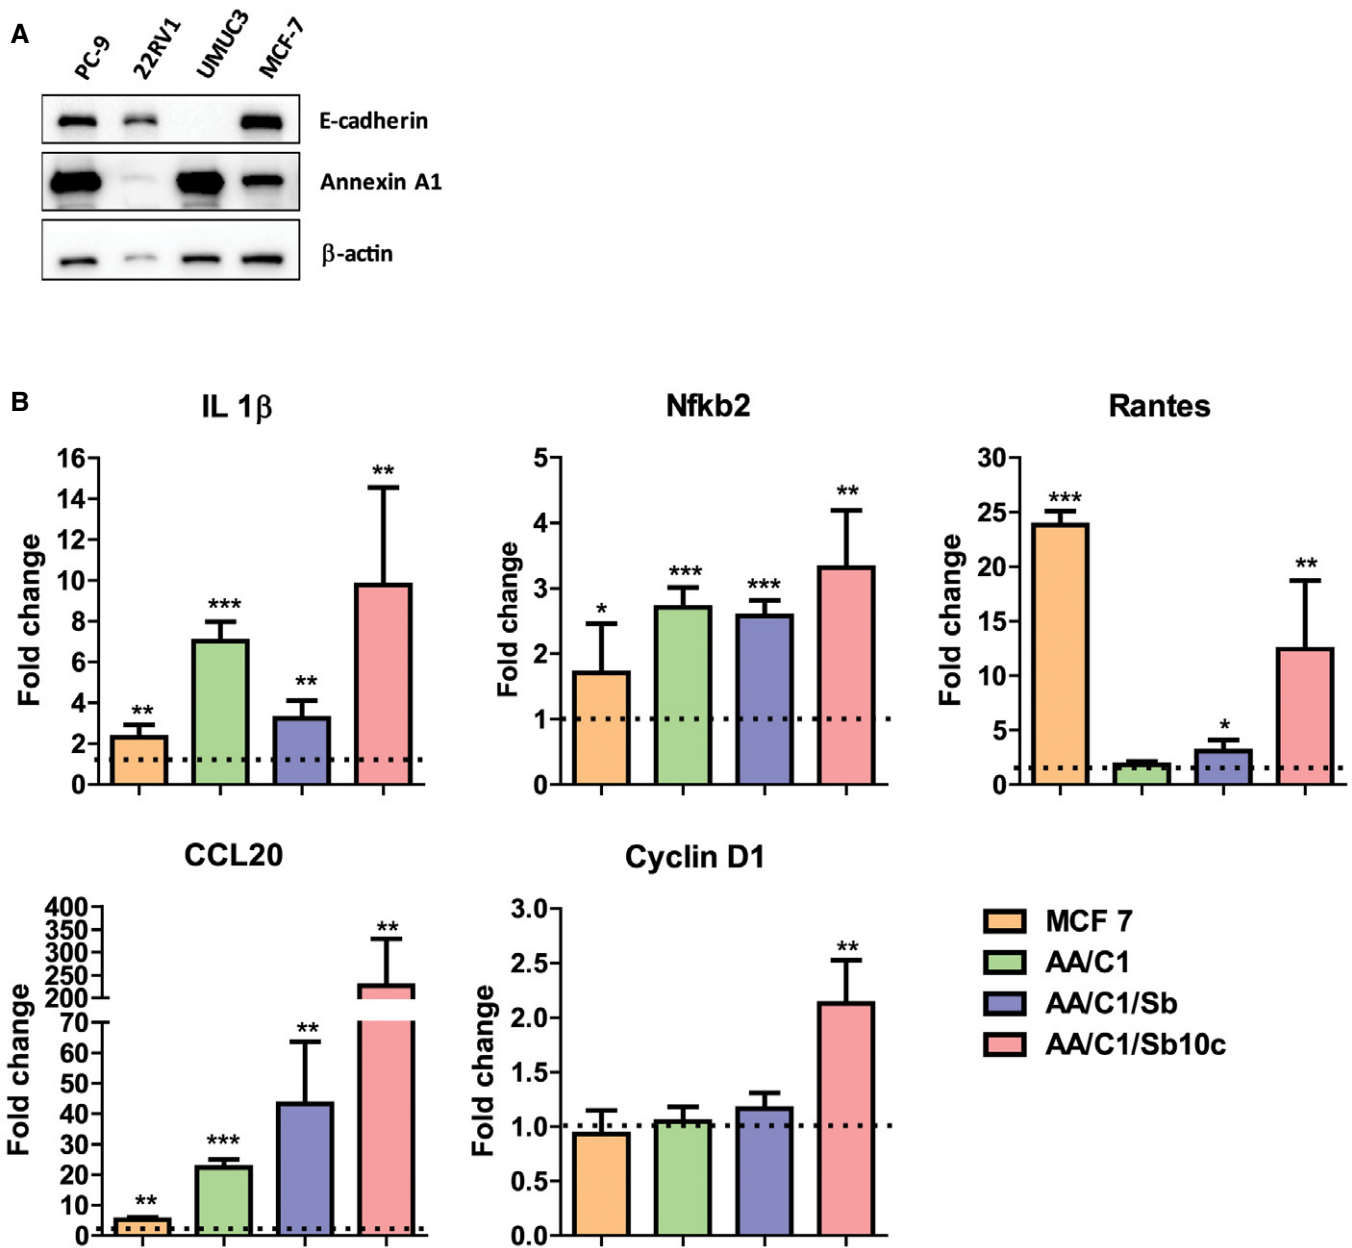 A
PC-9 22RV1 UMUC3 MCF-7
E-cadherin
Annexin A1
β-actin
B
IL 1β
Fold change
16
14
12
10
8
6
4
2
0
** *** ** **
Nfkb2
Fold change
5
4
3
2
1
0
* *** *** **
Rantes
Fold change
30
25
20
15
10
5
0
*** * **
CCL20
Fold change
400
350
300
250
200
70
60
50
40
30
20
10
0
** *** ** **
Cyclin D1
Fold change
3.0
2.5
2.0
1.5
1.0
0.5
0.0
**
MCF 7
AA/C1
AA/C1/Sb
AA/C1/Sb10c